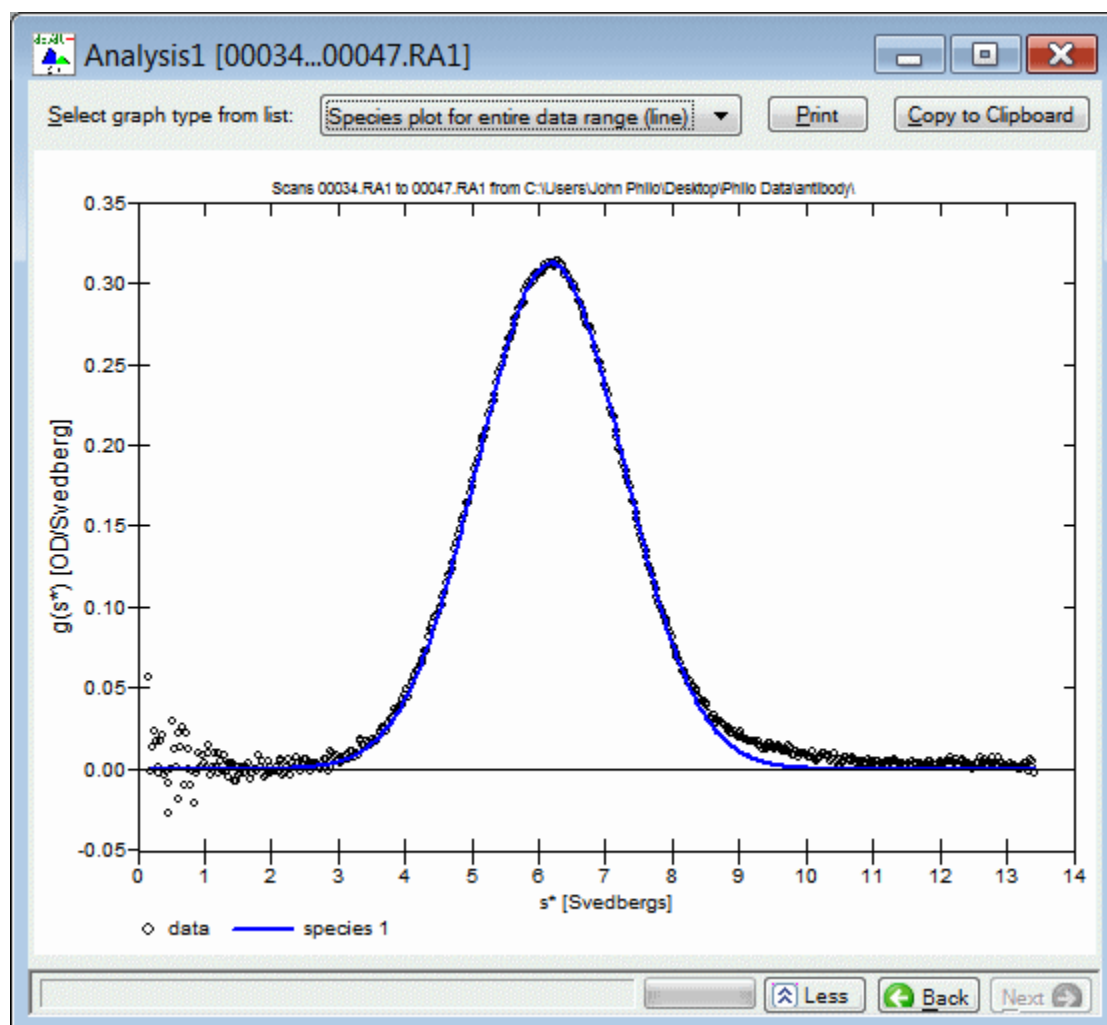 Analysis1 [00034...00047.RA1]
Select graph type from list: Species plot for entire data range (line) Print Copy to Clipboard
Scans 00034.RA1 to 00047.RA1 from C:\Users\John Philo\Desktop\Philo Data\antibody\
0.35
0.30
0.25
0.20
0.15
0.10
0.05
0.00
-0.05
g(s*) [OD/Svedberg]
0 1 2 3 4 5 6 7 8 9 10 11 12 13 14
s* [Svedbergs]
data species 1
Less Back Next